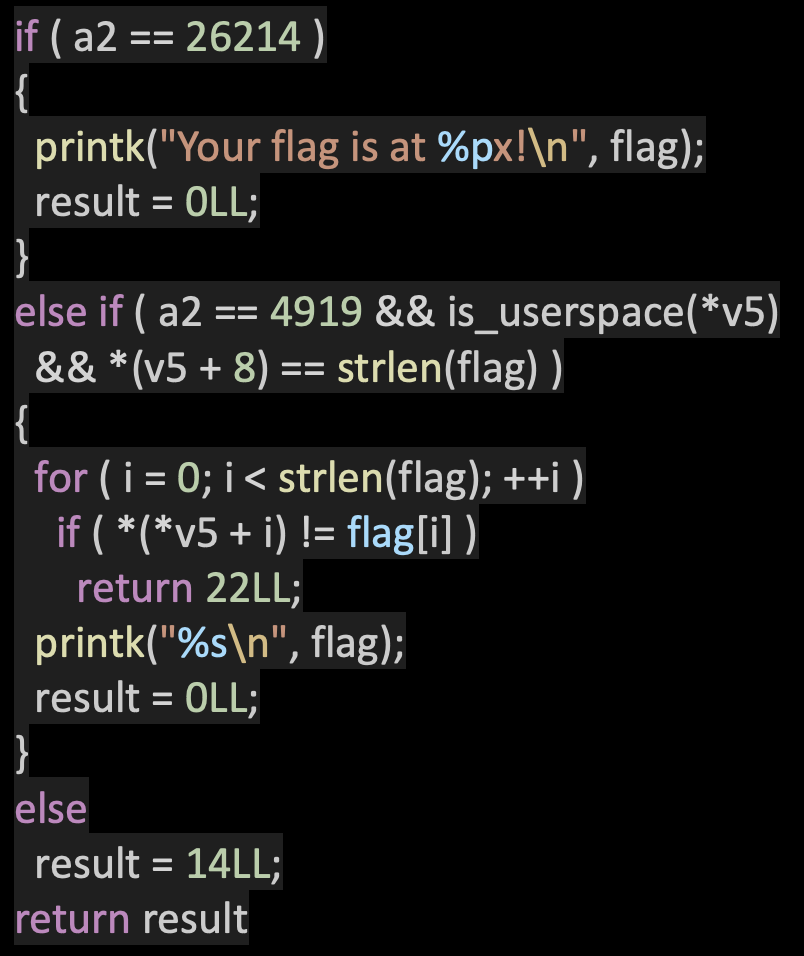 if ( a2 == 26214 )
{
  printk("Your flag is at %px!\n", flag);
  result = 0LL;
}
else if ( a2 == 4919 && is_userspace(*v5)
  && *(v5 + 8) == strlen(flag) )
{
  for ( i = 0; i < strlen(flag); ++i )
    if ( *(*v5 + i) != flag[i] )
      return 22LL;
  printk("%s\n", flag);
  result = 0LL;
}
else
  result = 14LL;
return result